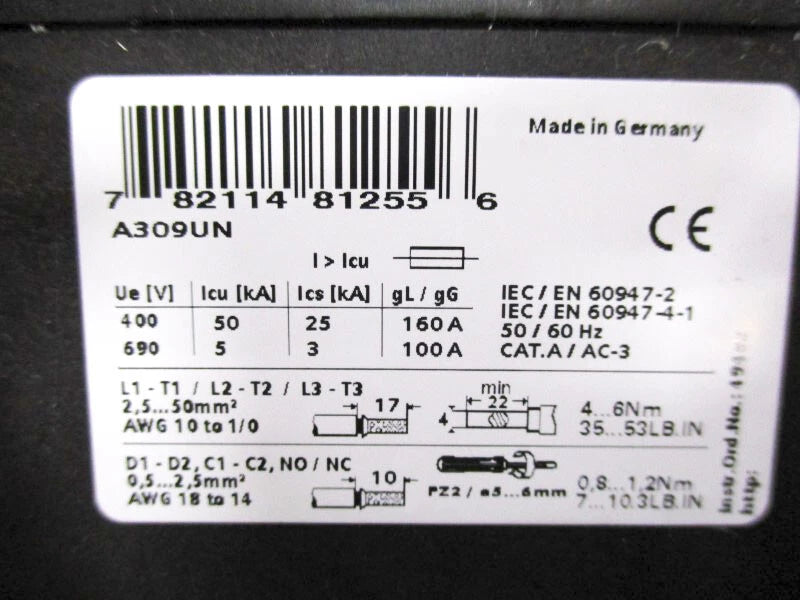 Made in Germany
7 82114 81255 6
A309UN
CE
I > Icu
Ue [V] Icu [kA] Ics [kA] gL / gG
400 50 25 160 A
690 5 3 100 A
IEC / EN 60947-2
IEC / EN 60947-4-1
50 / 60 Hz
CAT.A / AC-3
L1 - T1 / L2 - T2 / L3 - T3
2,5...50mm²
AWG 10 to 1/0
17
min
22
4
4...6Nm
35...53LB.IN
D1 - D2, C1 - C2, NO / NC
0,5...2,5mm²
AWG 18 to 14
10
PZ2 / ø5...6mm
0,8...1,2Nm
7...10.3LB.IN
Instr.Ord.No.:
http: